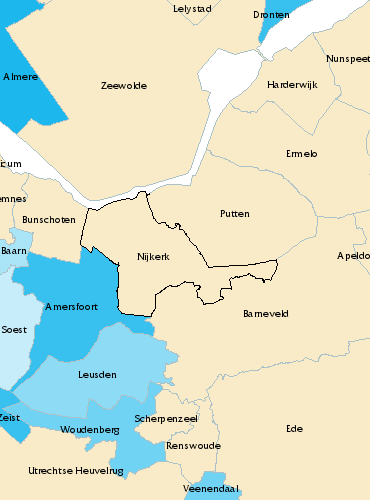 Lelystad
Dronten
Nunspeet
Almere
Zeewolde
Harderwijk
Ermelo
icum
emnes
Bunschoten
Putten
Baarn
Nijkerk
Apeldo
Amersfoort
Barneveld
Soest
Leusden
Zeist
Woudenberg
Scherpenzeel
Ede
Renswoude
Utrechtse Heuvelrug
Veenendaal